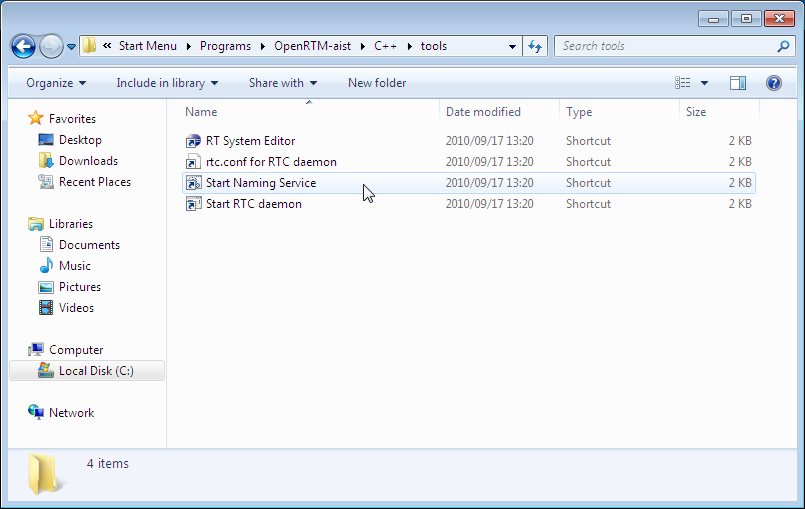 « Start Menu Programs OpenRTM-aist C++ tools Search tools
Organize Include in library Share with New folder
Name Date modified Type Size
Favorites
Desktop
Downloads
Recent Places
Libraries
Documents
Music
Pictures
Videos
Computer
Local Disk (C:)
Network
RT System Editor 2010/09/17 13:20 Shortcut 2 KB
rtc.conf for RTC daemon 2010/09/17 13:20 Shortcut 2 KB
Start Naming Service 2010/09/17 13:20 Shortcut 2 KB
Start RTC daemon 2010/09/17 13:20 Shortcut 2 KB
4 items